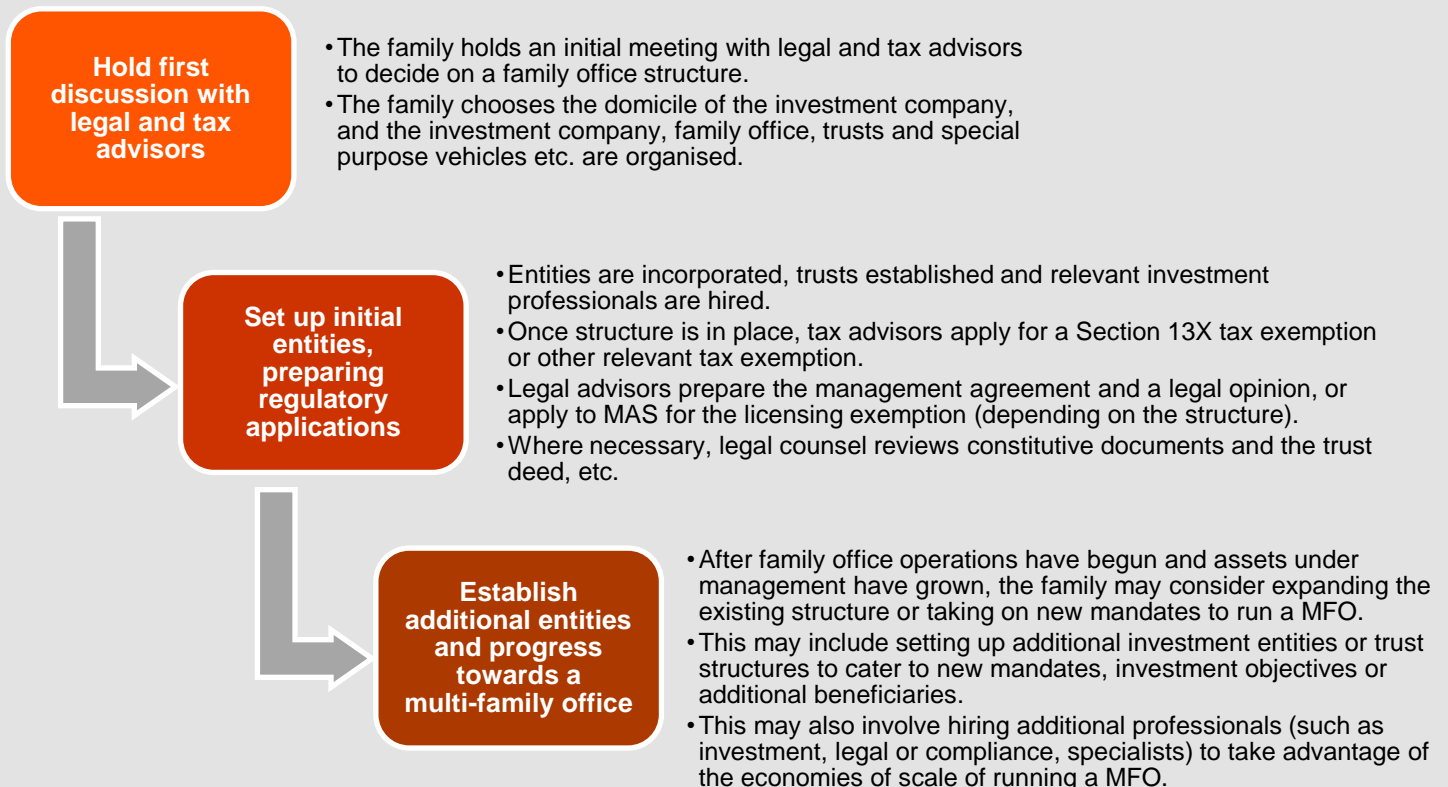 Hold first
discussion with
legal and tax
advisors
• The family holds an initial meeting with legal and tax advisors
to decide on a family office structure.
• The family chooses the domicile of the investment company,
and the investment company, family office, trusts and special
purpose vehicles etc. are organised.
Set up initial
entities,
preparing
regulatory
applications
• Entities are incorporated, trusts established and relevant investment
professionals are hired.
• Once structure is in place, tax advisors apply for a Section 13X tax exemption
or other relevant tax exemption.
• Legal advisors prepare the management agreement and a legal opinion, or
apply to MAS for the licensing exemption (depending on the structure).
• Where necessary, legal counsel reviews constitutive documents and the trust
deed, etc.
Establish
additional entities
and progress
towards a
multi-family office
• After family office operations have begun and assets under
management have grown, the family may consider expanding the
existing structure or taking on new mandates to run a MFO.
• This may include setting up additional investment entities or trust
structures to cater to new mandates, investment objectives or
additional beneficiaries.
• This may also involve hiring additional professionals (such as
investment, legal or compliance, specialists) to take advantage of
the economies of scale of running a MFO.